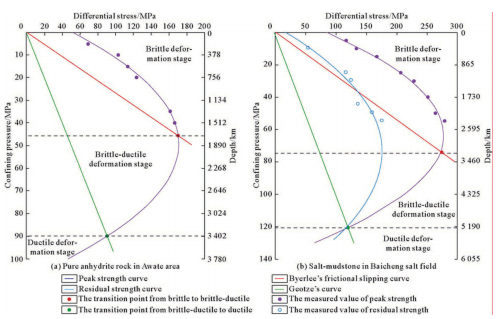 Differential stress/MPa
0 20 40 60 80 100 120 140 160 180 200
Confining pressure/MPa
10
20
30
40
50
60
70
80
90
100
0
378
756
1 134
1 512
1 890
2 268
2 646
3 024
3 402
3 780
Depth/km
Brittle defor-
mation stage
Brittle-ductile
deformation stage
Ductile defor-
mation stage
(a) Pure anhydrite rock in Awate area
Differential stress/MPa
0 50 100 150 200 250 300
Confining pressure/MPa
20
40
60
80
100
120
140
0
865
1 730
2 595
3 460
4 325
5 190
6 055
Depth/km
Brittle defor-
mation stage
Brittle-ductile
deformation stage
Ductile defor-
mation stage
(b) Salt-mudstone in Baicheng salt field
Peak strength curve
Residual strength curve
The transition point from brittle to brittle-ductile
The transition point from brittle-ductile to ductile
Byerlee's frictional slipping curve
Geotze's curve
The measured value of peak strength
The measured value of residual strength